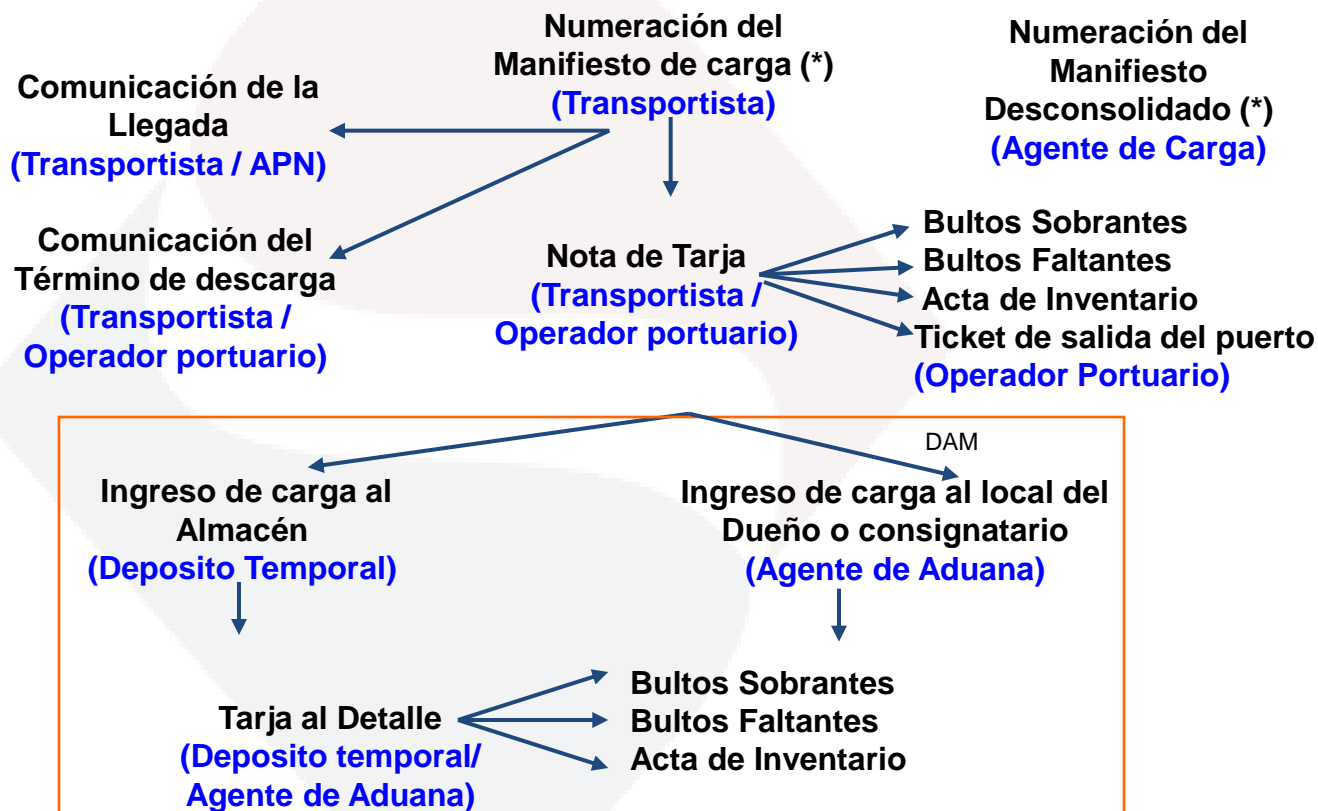 Numeración del
Manifiesto de carga (*)
(Transportista)
Numeración del
Manifiesto
Desconsolidado (*)
(Agente de Carga)
Comunicación de la
Llegada
(Transportista / APN)
Comunicación del
Término de descarga
(Transportista /
Operador portuario)
Nota de Tarja
(Transportista /
Operador portuario)
Bultos Sobrantes
Bultos Faltantes
Acta de Inventario
Ticket de salida del puerto
(Operador Portuario)
DAM
Ingreso de carga al
Almacén
(Deposito Temporal)
Ingreso de carga al local del
Dueño o consignatario
(Agente de Aduana)
Tarja al Detalle
(Deposito temporal/
Agente de Aduana)
Bultos Sobrantes
Bultos Faltantes
Acta de Inventario